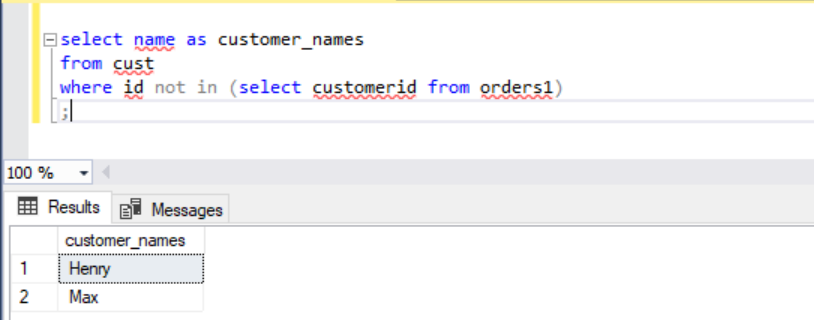 select name as customer_names
from cust
where id not in (select customerid from orders1)
;
100 %
Results Messages
customer_names
1 Henry
2 Max